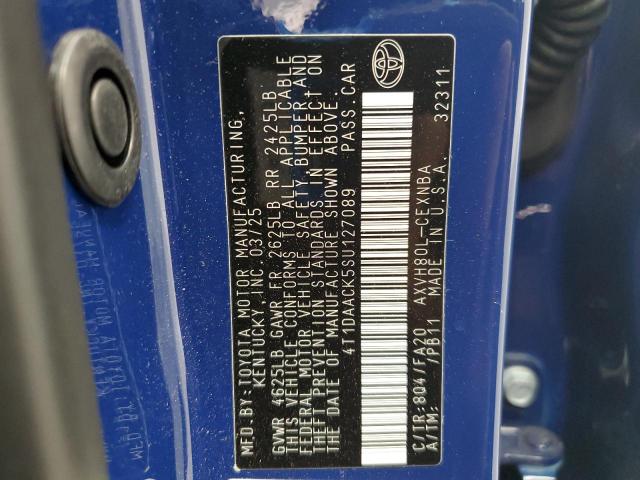 MFD. BY: TOYOTA MOTOR MANUFACTURING,
KENTUCKY, INC. 03/25
GVWR 4625LB GAWR FR 2625LB RR 2425LB
THIS VEHICLE CONFORMS TO ALL APPLICABLE
FEDERAL MOTOR VEHICLE SAFETY, BUMPER, AND
THEFT PREVENTION STANDARDS IN EFFECT ON
THE DATE OF MANUFACTURE SHOWN ABOVE.
4T1DAACK5SU127089 PASS. CAR
C/TR: 8Q4 /FA20 AXVH80L-CEXNBA
A/TM: /PB11 MADE IN U.S.A. 32311